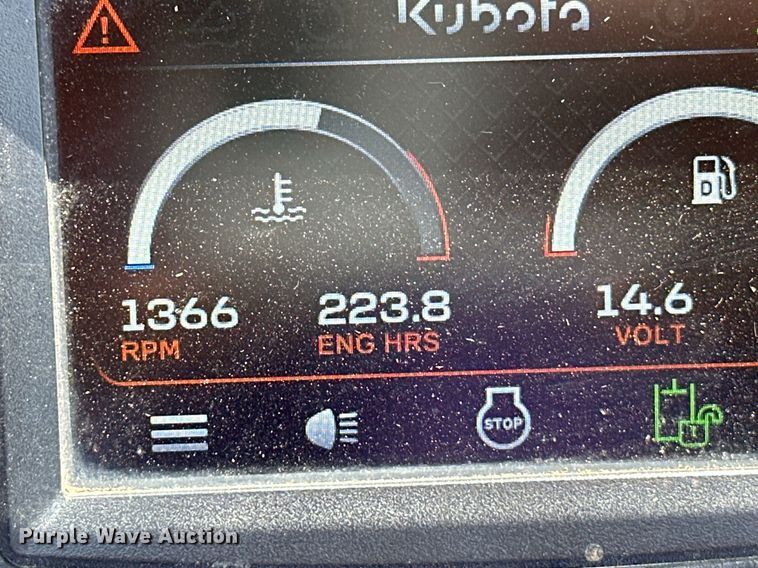 Kubota
D
1366 223.8 14.6
RPM ENG HRS VOLT
STOP
Purple Wave Auction